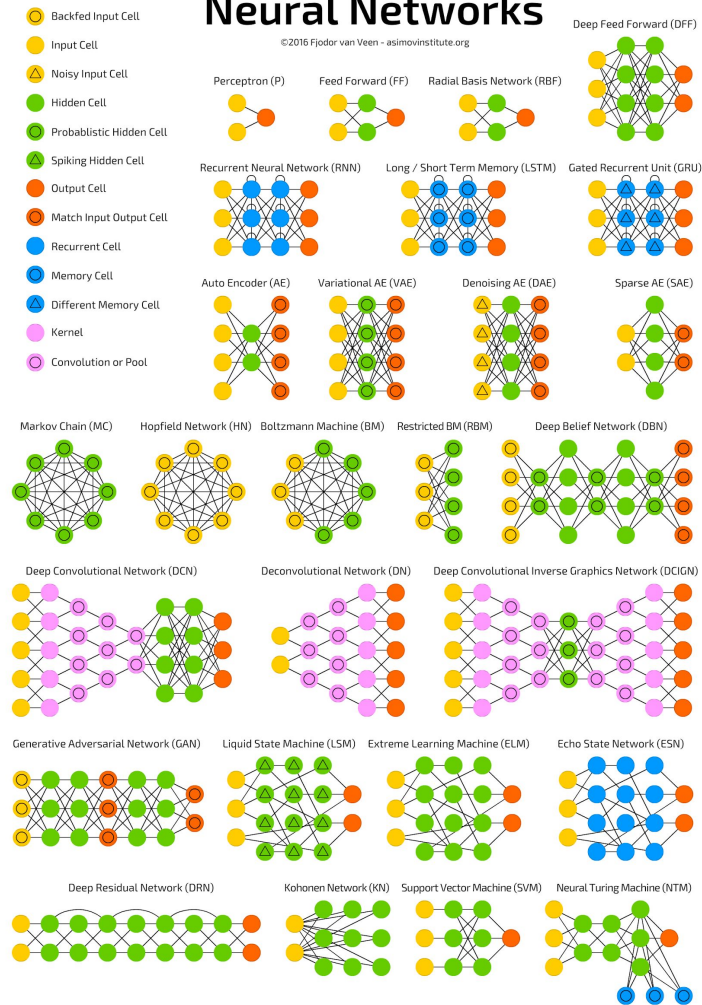 Neural Networks
©2016 Fjodor van Veen - asimovinstitute.org
Backfed Input Cell
Input Cell
Noisy Input Cell
Hidden Cell
Probablistic Hidden Cell
Spiking Hidden Cell
Output Cell
Match Input Output Cell
Recurrent Cell
Memory Cell
Different Memory Cell
Kernel
Convolution or Pool
Deep Feed Forward (DFF)
Perceptron (P)
Feed Forward (FF)
Radial Basis Network (RBF)
Recurrent Neural Network (RNN)
Long / Short Term Memory (LSTM)
Gated Recurrent Unit (GRU)
Auto Encoder (AE)
Variational AE (VAE)
Denoising AE (DAE)
Sparse AE (SAE)
Markov Chain (MC)
Hopfield Network (HN)
Boltzmann Machine (BM)
Restricted BM (RBM)
Deep Belief Network (DBN)
Deep Convolutional Network (DCN)
Deconvolutional Network (DN)
Deep Convolutional Inverse Graphics Network (DCIGN)
Generative Adversarial Network (GAN)
Liquid State Machine (LSM)
Extreme Learning Machine (ELM)
Echo State Network (ESN)
Deep Residual Network (DRN)
Kohonen Network (KN)
Support Vector Machine (SVM)
Neural Turing Machine (NTM)